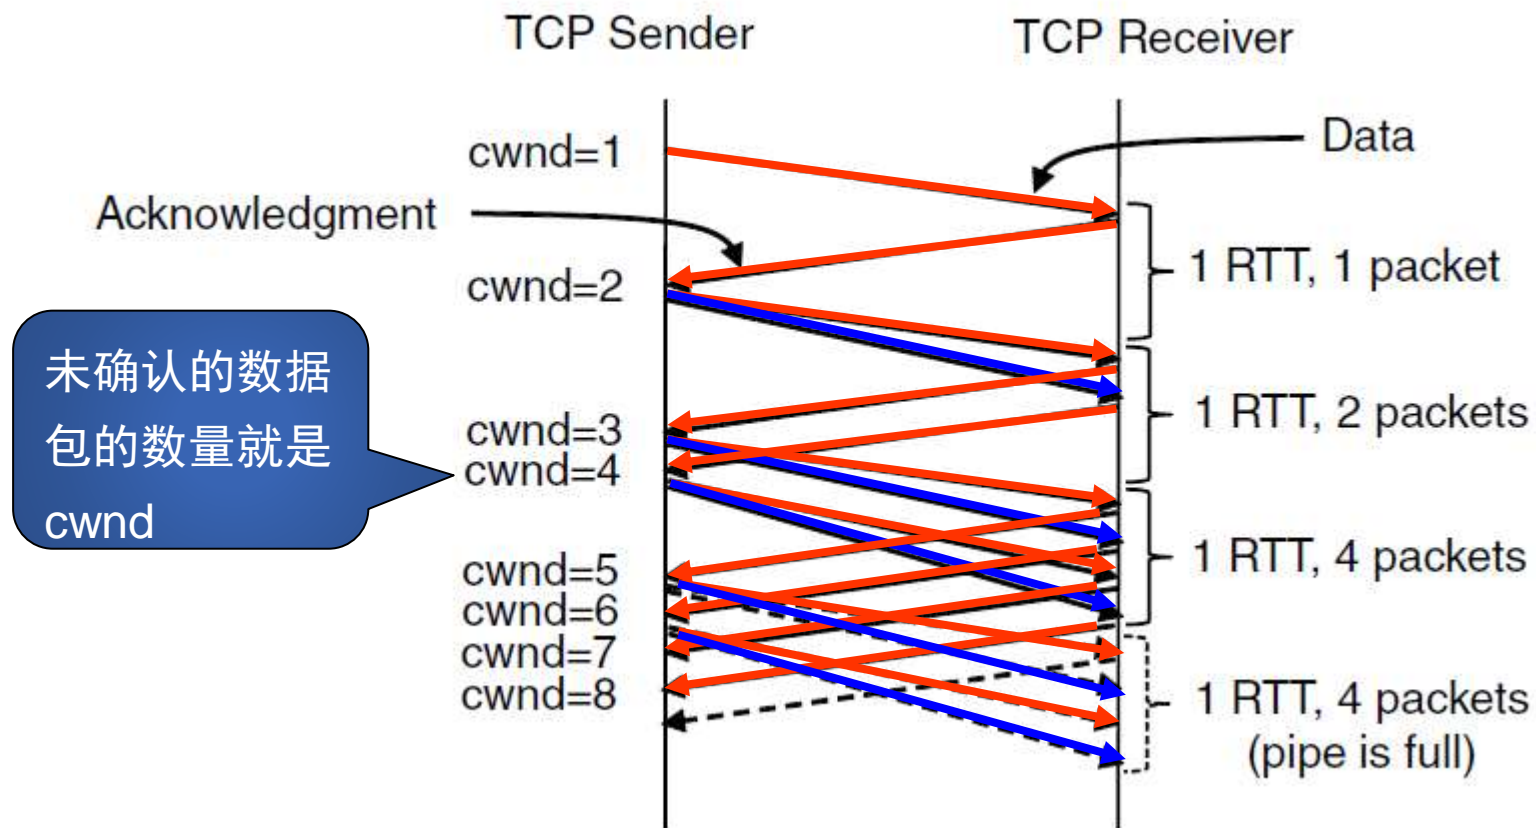 TCP Sender
TCP Receiver
cwnd=1
Data
Acknowledgment
1 RTT, 1 packet
cwnd=2
未确认的数据
包的数量就是
cwnd
1 RTT, 2 packets
cwnd=3
cwnd=4
1 RTT, 4 packets
cwnd=5
cwnd=6
cwnd=7
cwnd=8
1 RTT, 4 packets
(pipe is full)